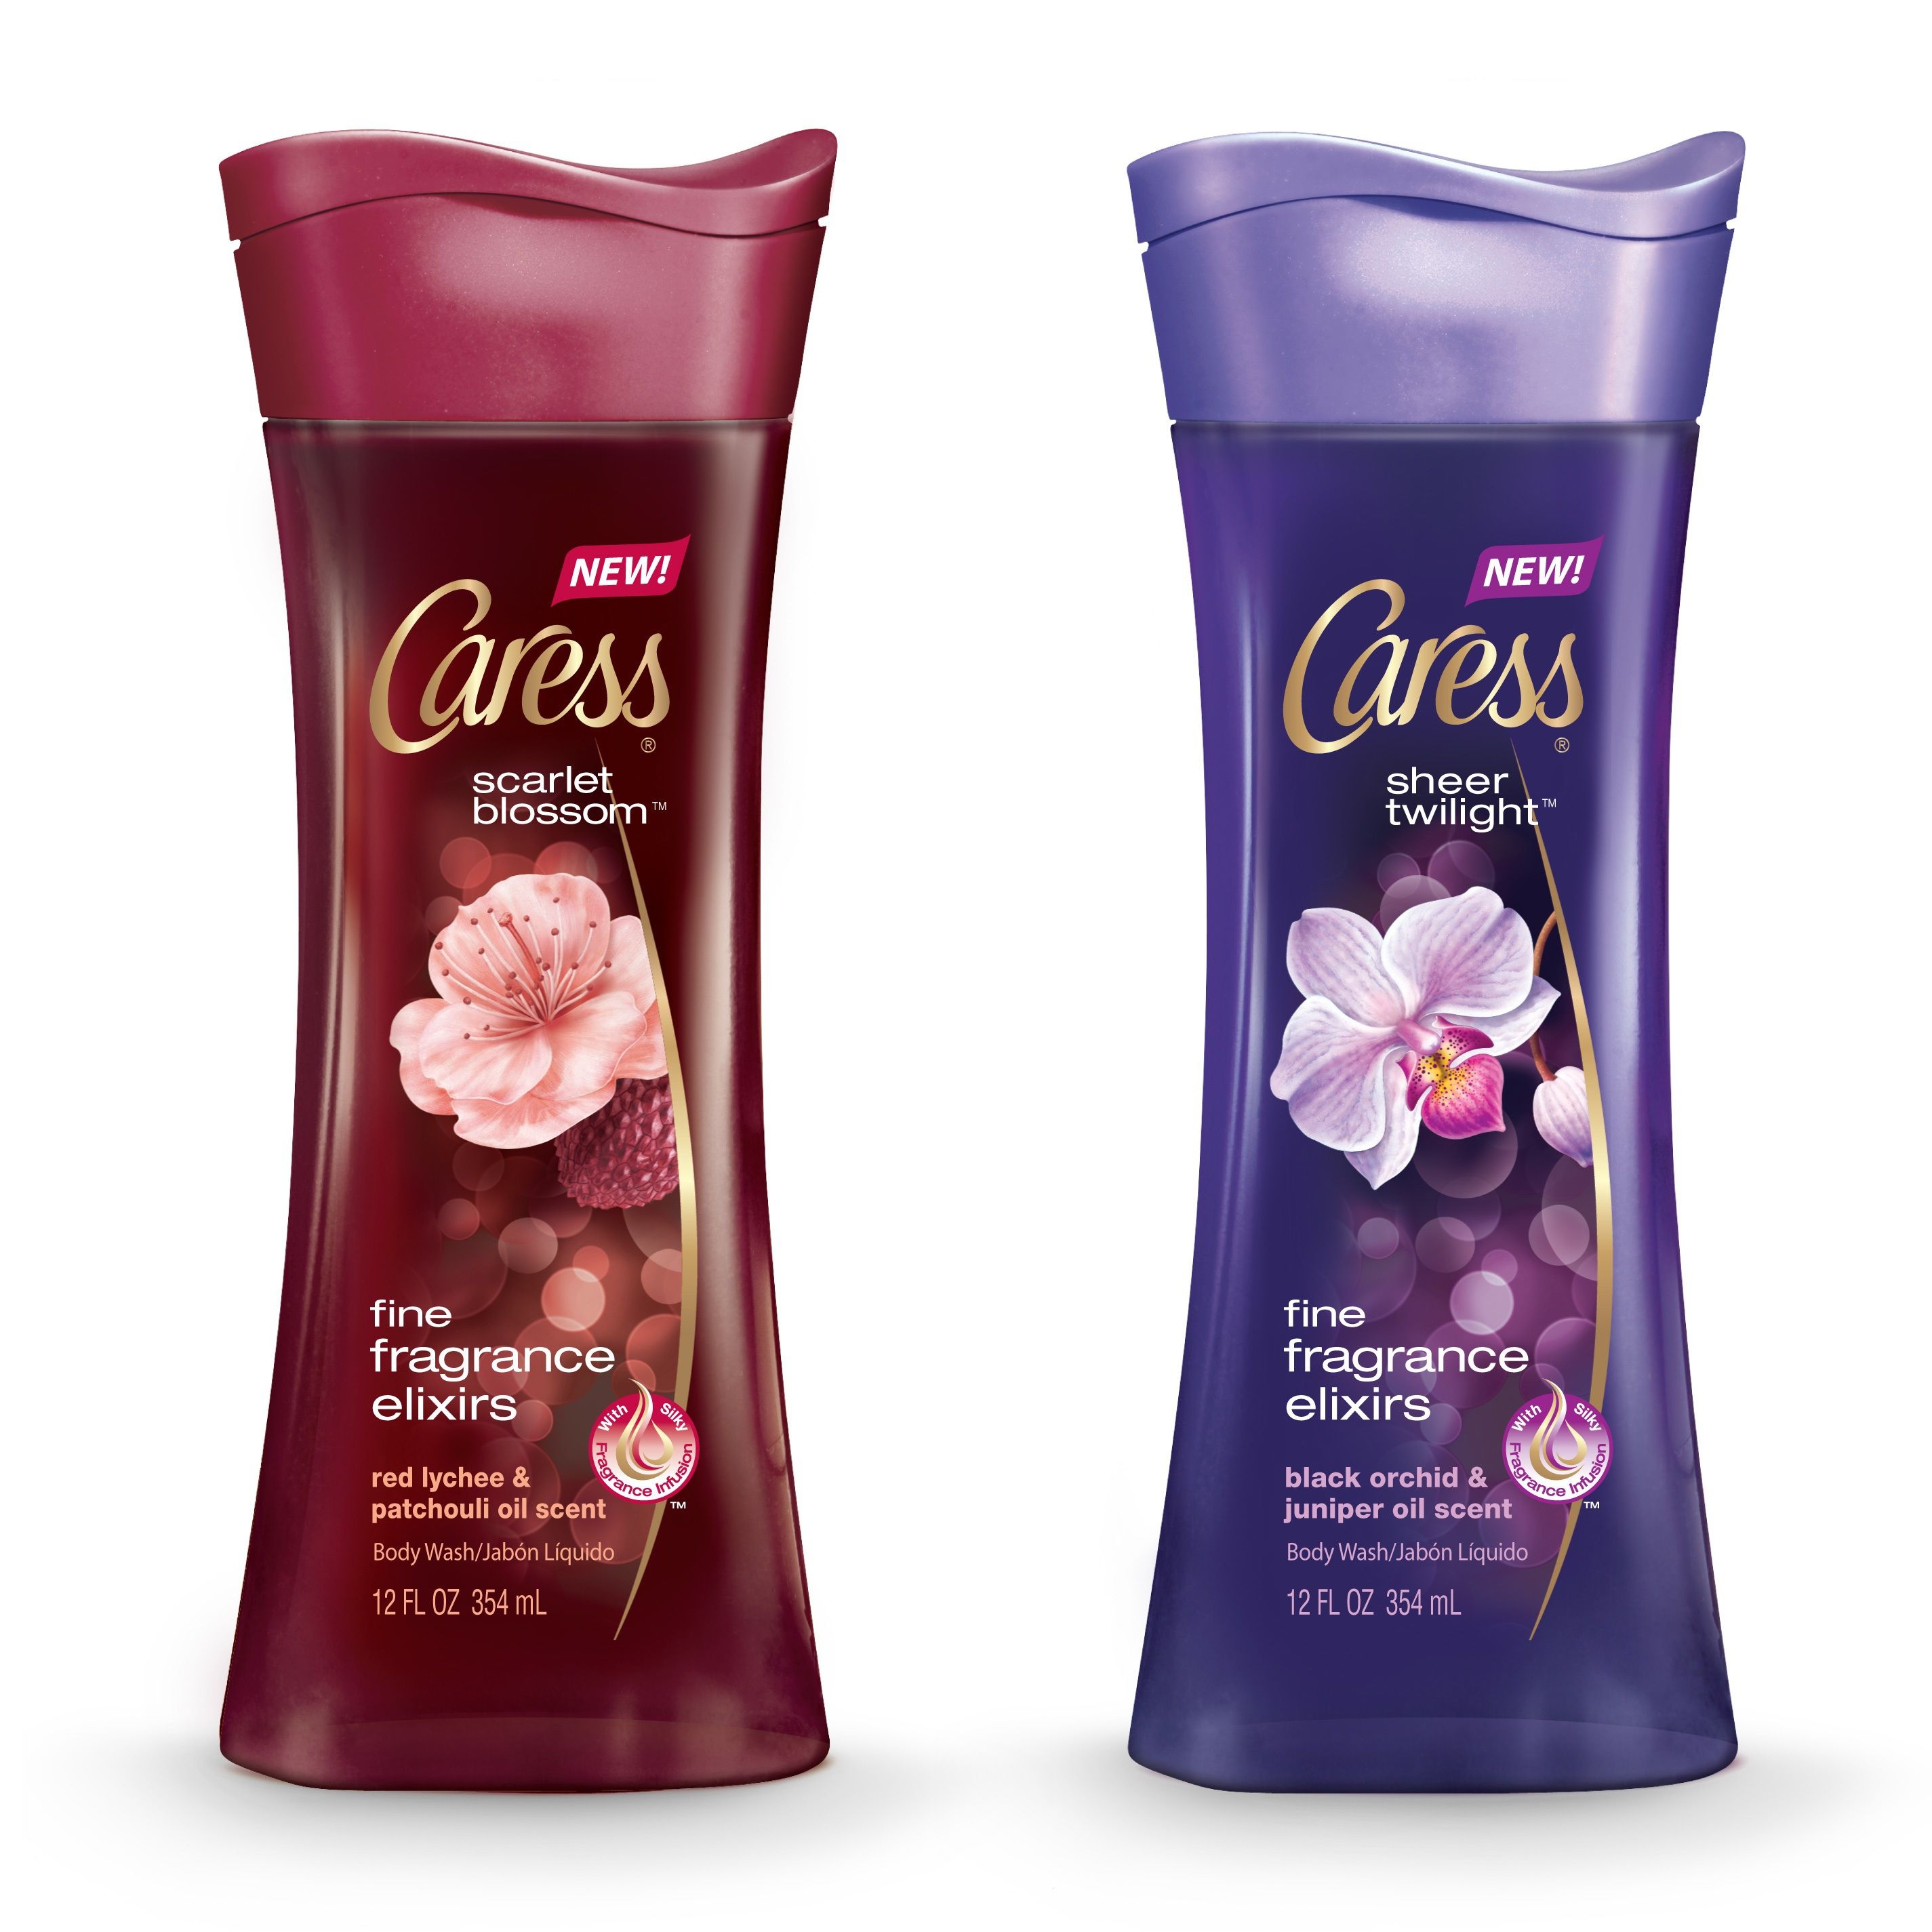 NEW!
Caress
®
scarlet
blossom™
fine
fragrance
elixirs
With Silky
Fragrance Infusion
™
red lychee &
patchouli oil scent
Body Wash/Jabón Líquido
12 FL OZ 354 mL
NEW!
Caress
®
sheer
twilight™
fine
fragrance
elixirs
With Silky
Fragrance Infusion
™
black orchid &
juniper oil scent
Body Wash/Jabón Líquido
12 FL OZ 354 mL